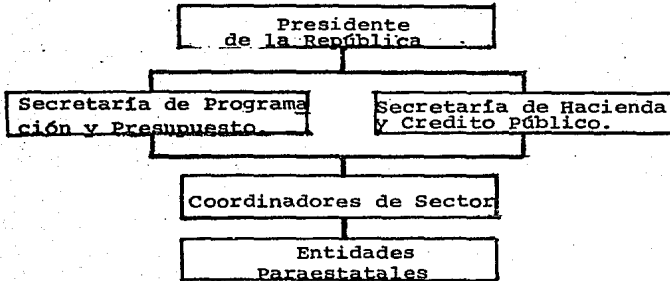 Presidente
de la República
Secretaría de Programa
ción y Presupuesto.
Secretaría de Hacienda
y Credito Público.
Coordinadores de Sector
Entidades
Paraestatales